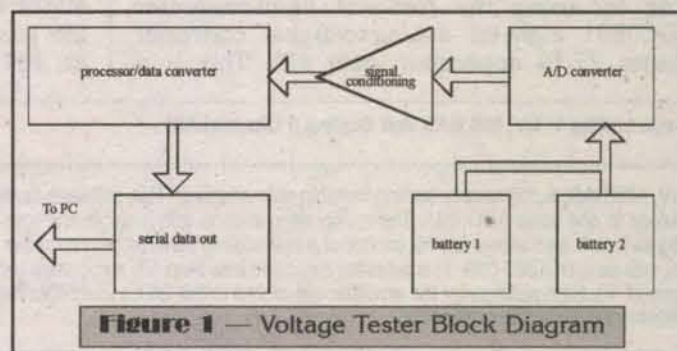 processor/data converter
signal
conditioning
A/D converter
To PC
serial data out
battery 1
battery 2
Figure 1 — Voltage Tester Block Diagram